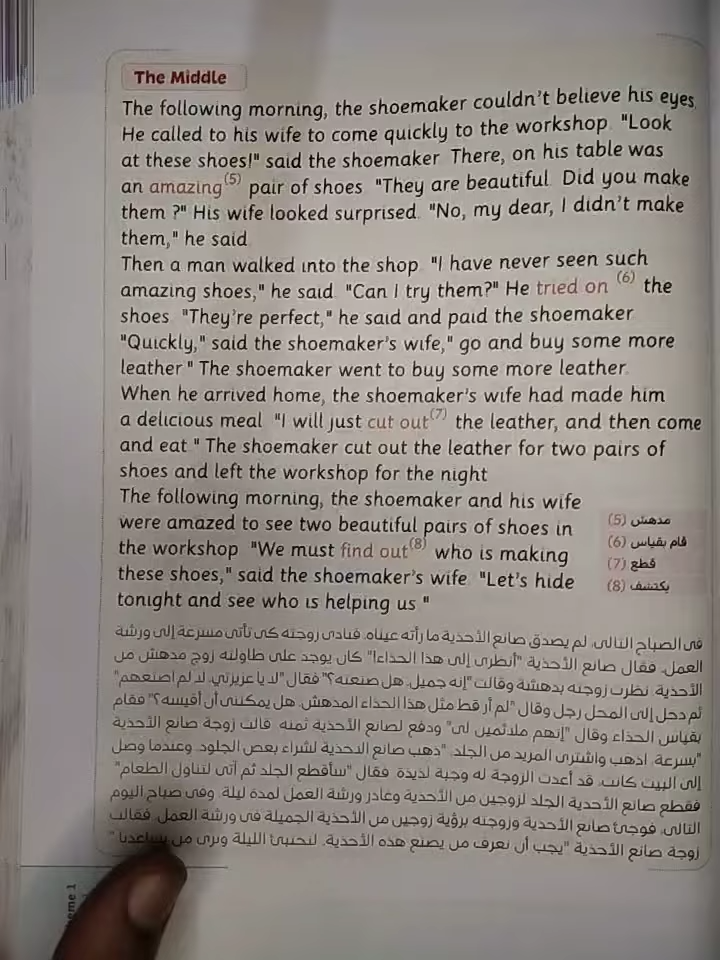 The Middle
The following morning, the shoemaker couldn't believe his eyes.
He called to his wife to come quickly to the workshop. "Look
at these shoes!" said the shoemaker. There, on his table was
an amazing(5) pair of shoes. "They are beautiful. Did you make
them ?" His wife looked surprised. "No, my dear, I didn't make
them," he said.
Then a man walked into the shop. "I have never seen such
amazing shoes," he said. "Can I try them?" He tried on (6) the
shoes. "They're perfect," he said and paid the shoemaker.
"Quickly," said the shoemaker's wife," go and buy some more
leather." The shoemaker went to buy some more leather.
When he arrived home, the shoemaker's wife had made him
a delicious meal. "I will just cut out(7) the leather, and then come
and eat." The shoemaker cut out the leather for two pairs of
shoes and left the workshop for the night.
The following morning, the shoemaker and his wife
were amazed to see two beautiful pairs of shoes in
the workshop. "We must find out(8) who is making
these shoes," said the shoemaker's wife. "Let's hide
tonight and see who is helping us."
(5) مدهش
(6) قام بقياس
(7) قطع
(8) يكتشف
فى الصباح التالى، لم يصدق صانع الأحذية ما رأته عيناه. فنادى زوجته كى تأتى مسرعة إلى ورشة
العمل. فقال صانع الأحذية "أنظرى إلى هذا الحذاء!" كان يوجد على طاولته زوج مدهش من
الأحذية. نظرت زوجته بدهشة وقالت "إنه جميل. هل صنعته؟" فقال "لا يا عزيزتي، لا لم اصنعهم"
ثم دخل إلى المحل رجل وقال "لم أر قط مثل هذا الحذاء المدهش. هل يمكننى أن أقيسه؟" فقام
بقياس الحذاء وقال "إنهم ملائمين لى" ودفع لصانع الأحذية ثمنه. قالت زوجة صانع الأحذية
"بسرعة. اذهب واشترى المزيد من الجلد. "ذهب صانع الاحذية لشراء بعض الجلود. وعندما وصل
إلى البيت كانت قد أعدت الزوجة له وجبة لذيذة. فقال "سأقطع الجلد ثم آتى لتناول الطعام"
فقطع صانع الأحذية الجلد لزوجين من الأحذية وغادر ورشة العمل لمدة ليلة. وفى صباح اليوم
التالى، فوجئ صانع الأحذية وزوجته برؤية زوجين من الأحذية الجميلة فى ورشة العمل. فقالت
زوجة صانع الأحذية "يجب أن نعرف من يصنع هذه الأحذية. لنختبئ الليلة ونرى من يساعدنا."
eme 1